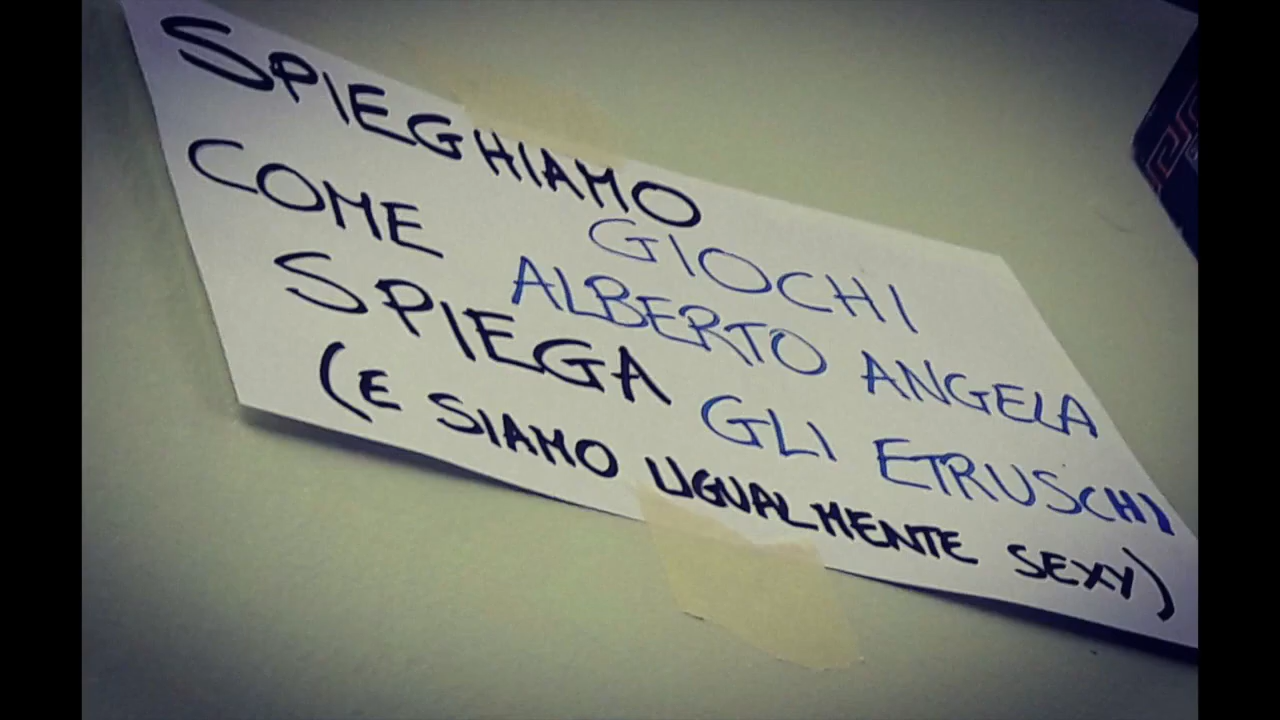 SPIEGHIAMO GIOCHI
COME ALBERTO ANGELA
SPIEGA GLI ETRUSCHI
(E SIAMO UGUALMENTE SEXY)